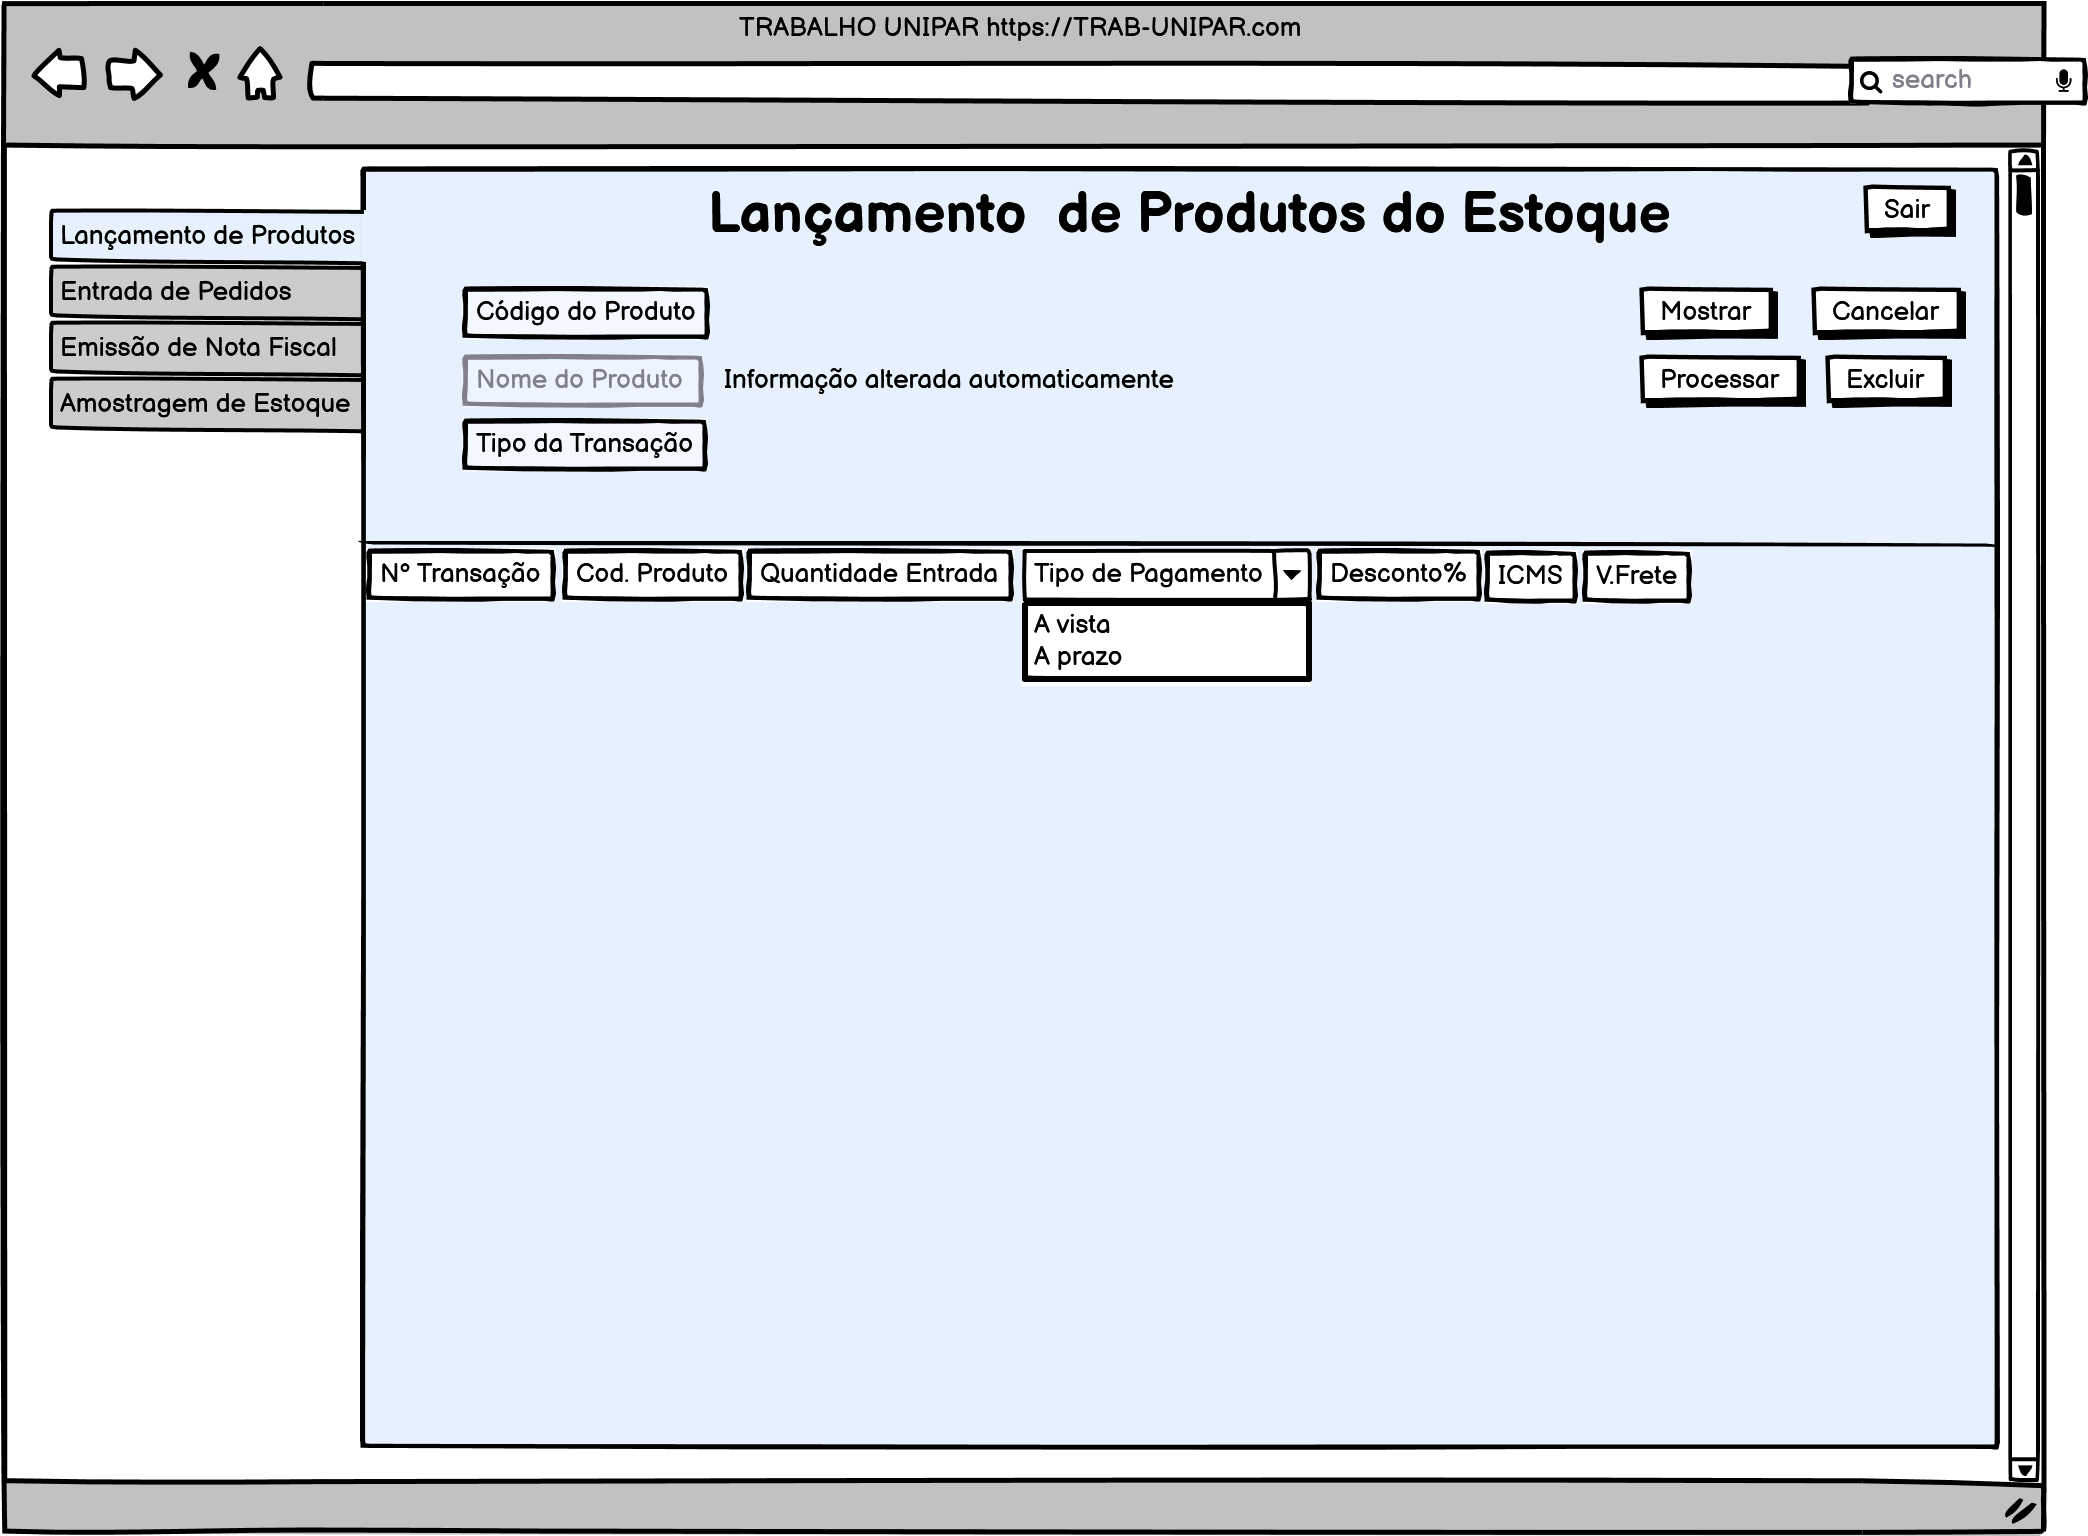 TRABALHO UNIPAR https://TRAB-UNIPAR.com
search
Lançamento de Produtos
Entrada de Pedidos
Emissão de Nota Fiscal
Amostragem de Estoque
Lançamento  de Produtos do Estoque
Sair
Código do Produto
Mostrar
Cancelar
Nome do Produto
Informação alterada automaticamente
Processar
Excluir
Tipo da Transação
N° Transação
Cod. Produto
Quantidade Entrada
Tipo de Pagamento
Desconto%
ICMS
V.Frete
A vista
A prazo